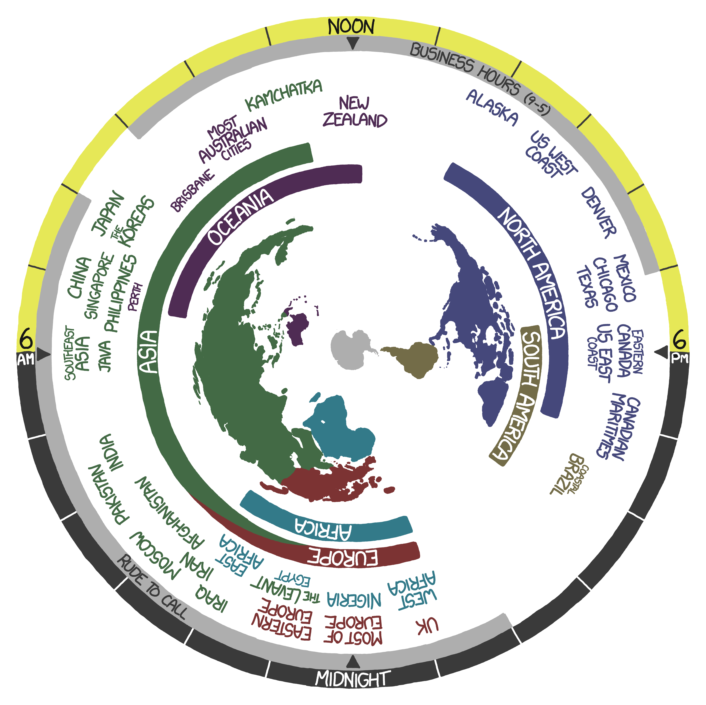 NOON
BUSINESS HOURS (9-5)
KAMCHATKA
NEW
ZEALAND
ALASKA
MOST
AUSTRALIAN
CITIES
US WEST
COAST
BRISBANE
OCEANIA
NORTH AMERICA
DENVER
JAPAN
THE
KOREAS
MEXICO
CHICAGO
TEXAS
CHINA
SINGAPORE
PHILIPPINES
PERTH
6
AM
SOUTHEAST
ASIA
JAVA
ASIA
SOUTH AMERICA
EASTERN
CANADA
US EAST
COAST
6
PM
CANADIAN
MARITIMES
COASTAL
BRAZIL
INDIA
PAKISTAN
AFGHANISTAN
MOSCOW
IRAN
IRAQ
RUDE TO CALL
AFRICA
EUROPE
EAST
AFRICA
EGYPT
THE LEVANT
EASTERN
EUROPE
NIGERIA
MOST OF
EUROPE
WEST
AFRICA
UK
MIDNIGHT